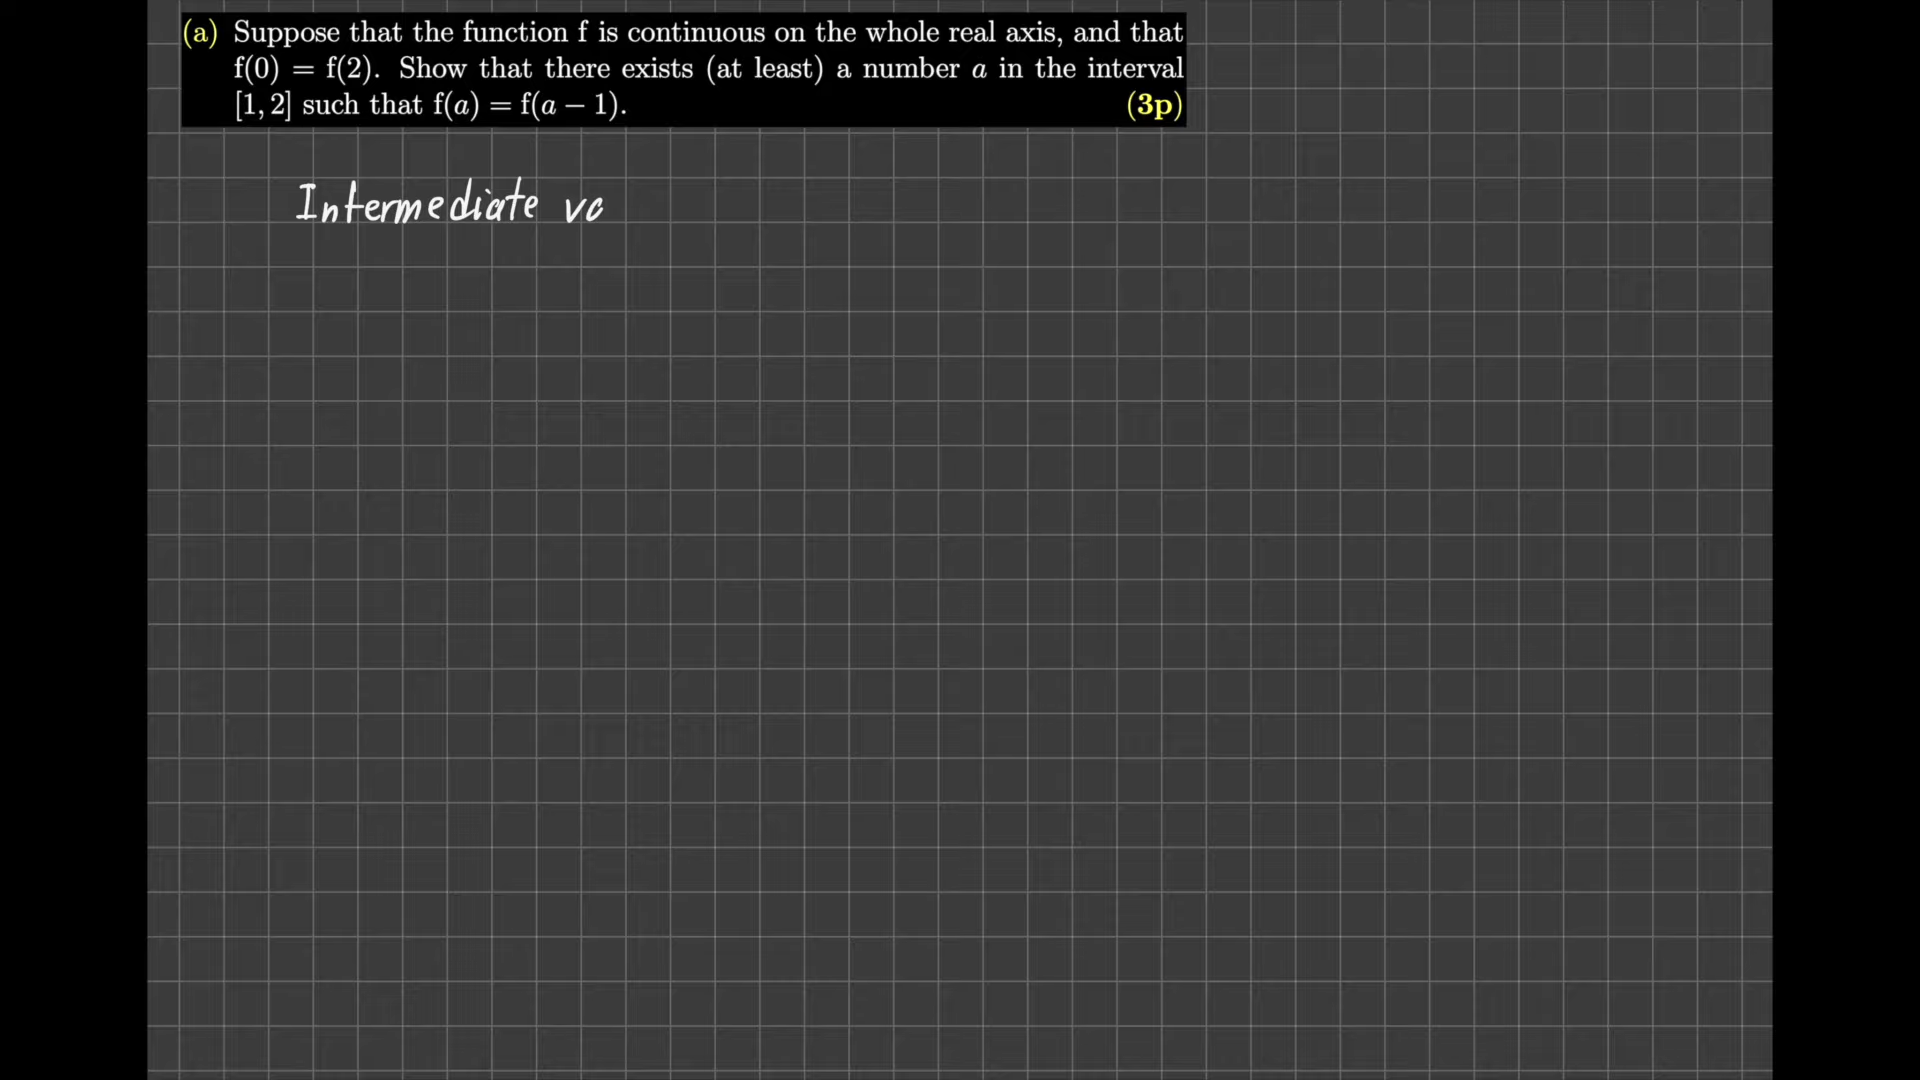 (a) Suppose that the function f is continuous on the whole real axis, and that
f(0) = f(2). Show that there exists (at least) a number a in the interval
[1, 2] such that f(a) = f(a − 1). (3p)
Intermediate va